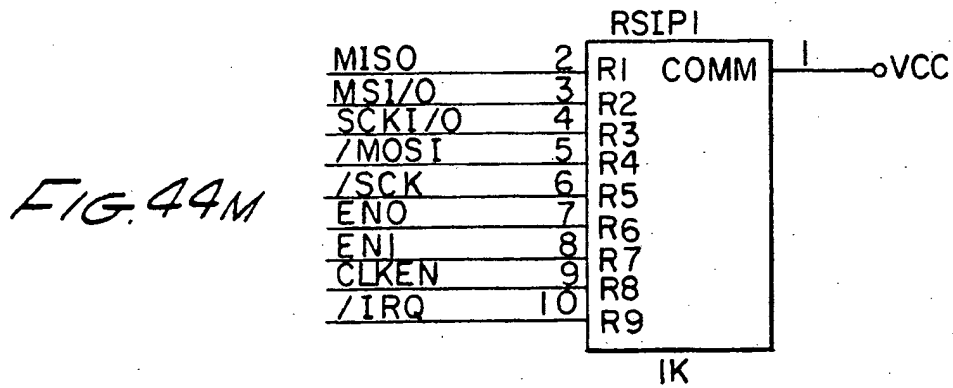 RSIP1
MISO 2 R1 COMM 1 VCC
MSI/O 3 R2
SCKI/O 4 R3
/MOSI 5 R4
/SCK 6 R5
EN0 7 R6
EN1 8 R7
CLKEN 9 R8
/IRQ 10 R9
1K
FIG. 44M